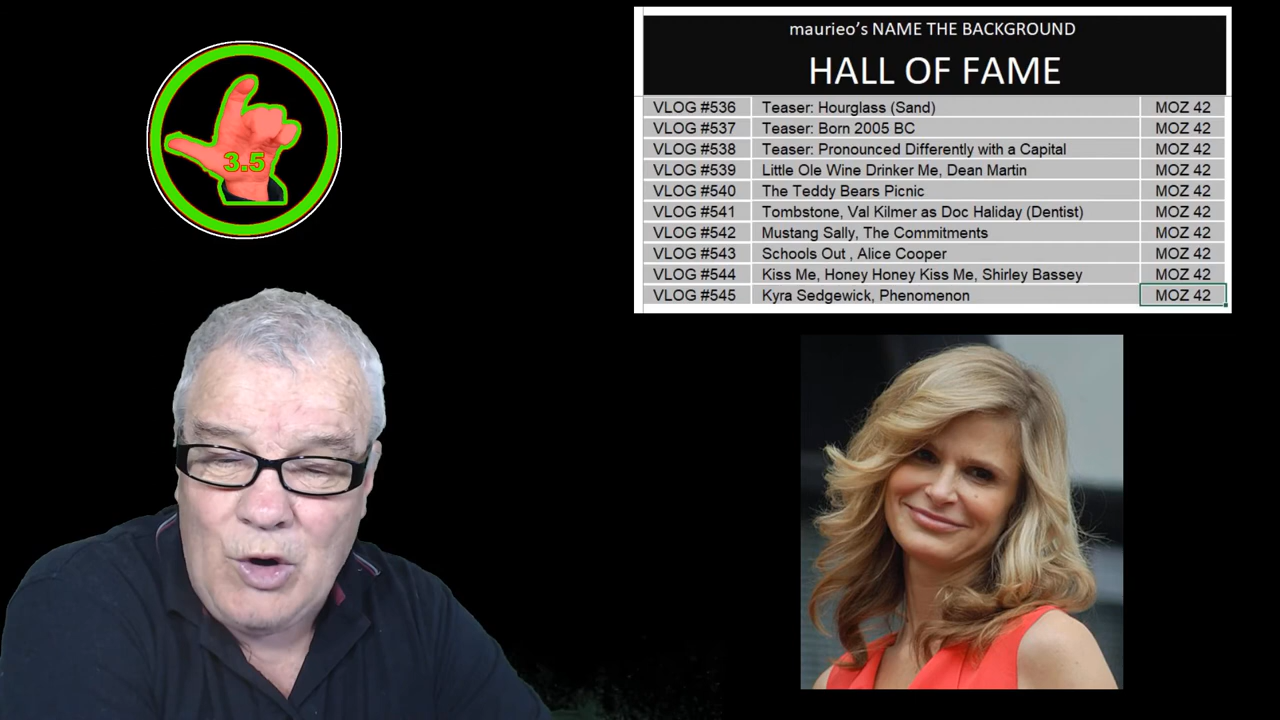 3.5
maurieo's NAME THE BACKGROUND
HALL OF FAME
VLOG #536 Teaser: Hourglass (Sand) MOZ 42
VLOG #537 Teaser: Born 2005 BC MOZ 42
VLOG #538 Teaser: Pronounced Differently with a Capital MOZ 42
VLOG #539 Little Ole Wine Drinker Me, Dean Martin MOZ 42
VLOG #540 The Teddy Bears Picnic MOZ 42
VLOG #541 Tombstone, Val Kilmer as Doc Haliday (Dentist) MOZ 42
VLOG #542 Mustang Sally, The Commitments MOZ 42
VLOG #543 Schools Out , Alice Cooper MOZ 42
VLOG #544 Kiss Me, Honey Honey Kiss Me, Shirley Bassey MOZ 42
VLOG #545 Kyra Sedgewick, Phenomenon MOZ 42